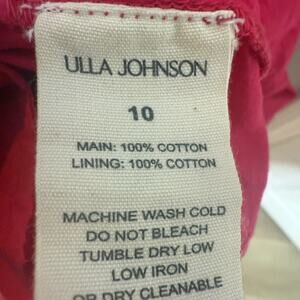 ULLA JOHNSON
10
MAIN: 100% COTTON
LINING: 100% COTTON
MACHINE WASH COLD
DO NOT BLEACH
TUMBLE DRY LOW
LOW IRON
OR DRY CLEANABLE